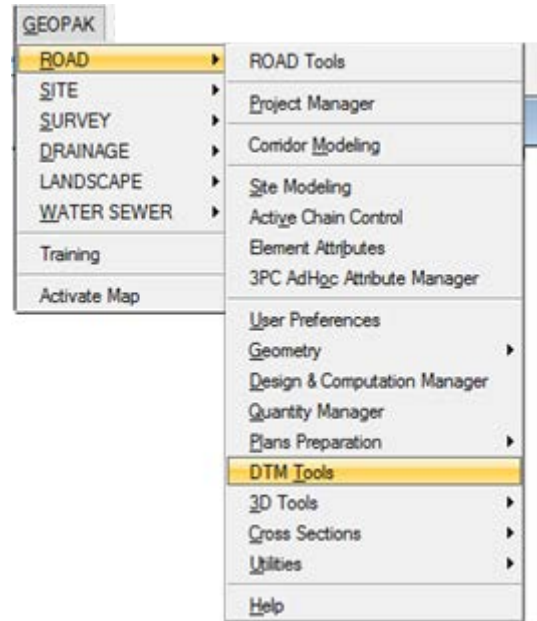 GEOPAK
ROAD
SITE
SURVEY
DRAINAGE
LANDSCAPE
WATER SEWER
Training
Activate Map
ROAD Tools
Project Manager
Corridor Modeling
Site Modeling
Active Chain Control
Element Attributes
3PC AdHoc Attribute Manager
User Preferences
Geometry
Design & Computation Manager
Quantity Manager
Plans Preparation
DTM Tools
3D Tools
Cross Sections
Utilities
Help